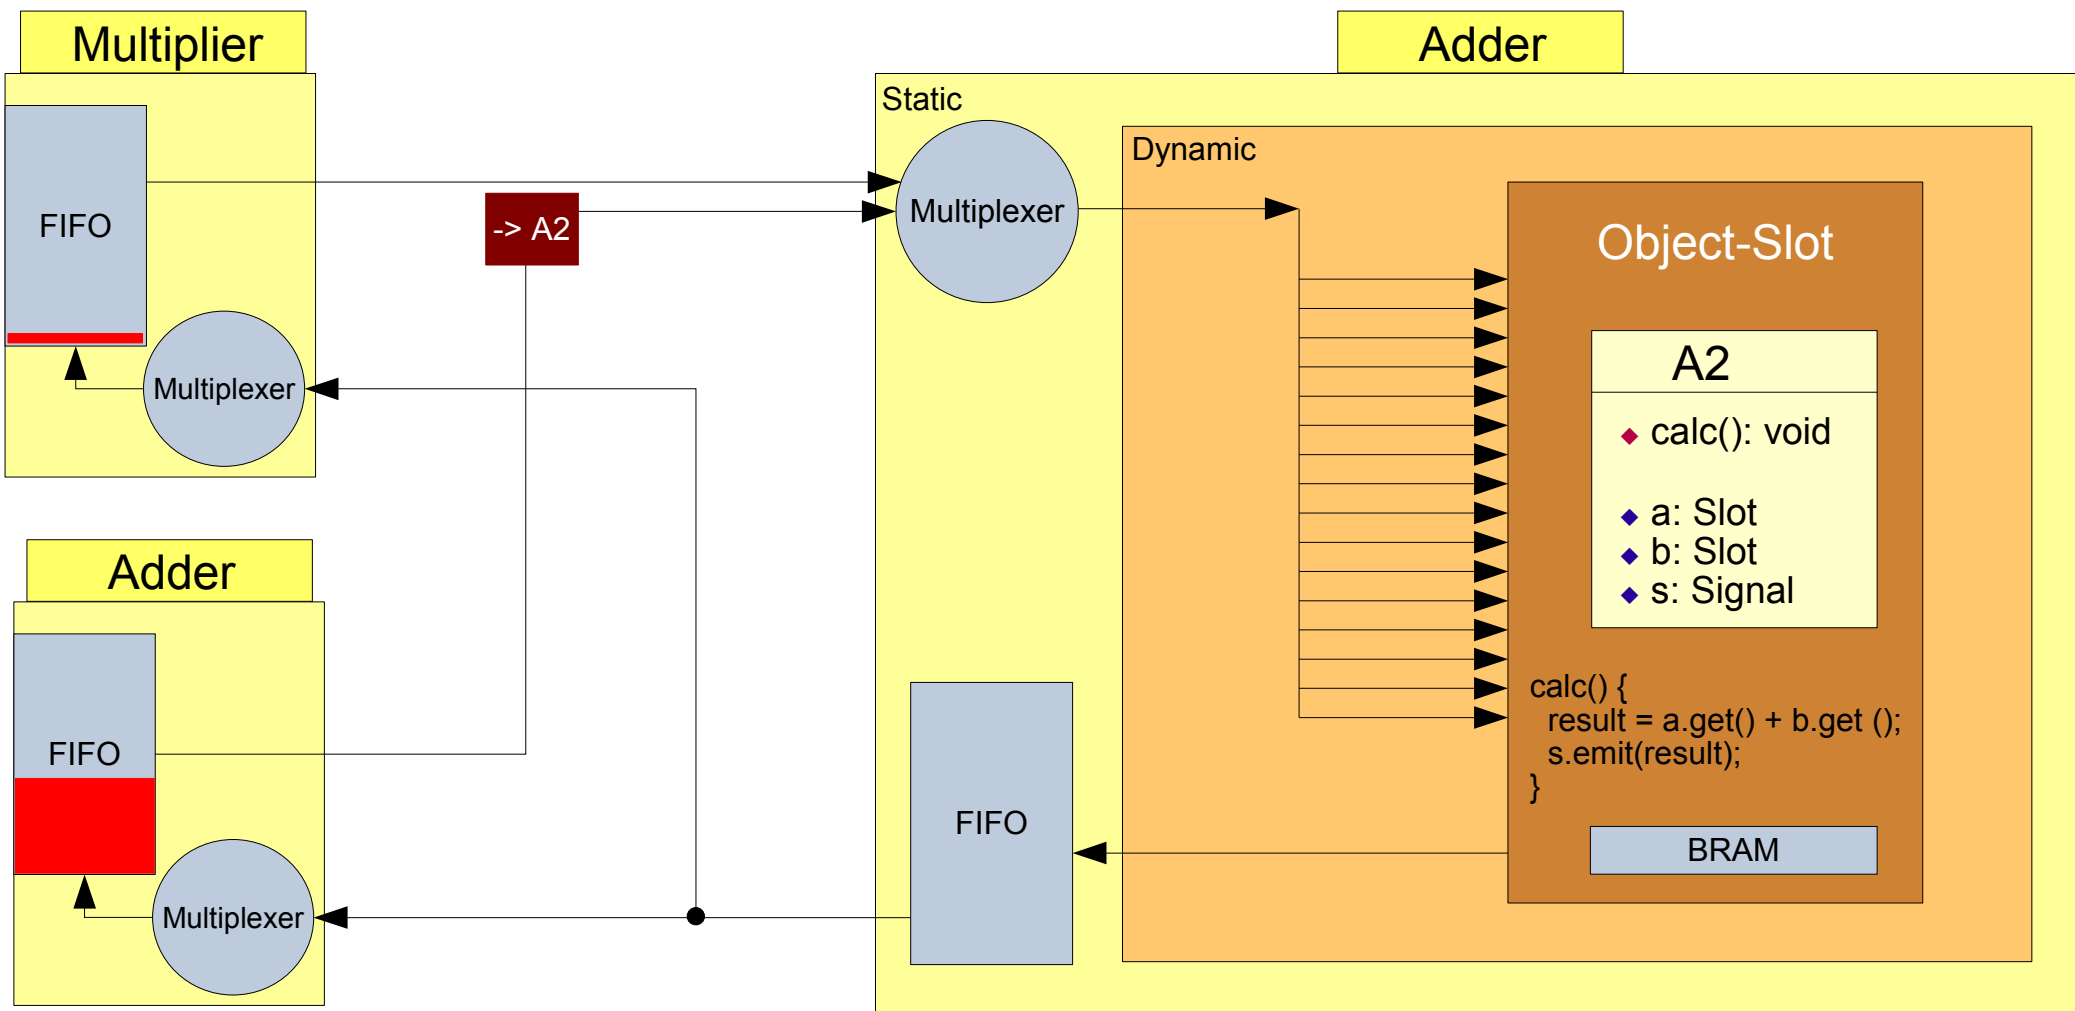 Multiplier
FIFO
Multiplexer
Adder
FIFO
Multiplexer
-> A2
Adder
Static
Multiplexer
FIFO
Dynamic
Object-Slot
A2
calc(): void
a: Slot
b: Slot
s: Signal
calc() {
result = a.get() + b.get ();
s.emit(result);
}
BRAM